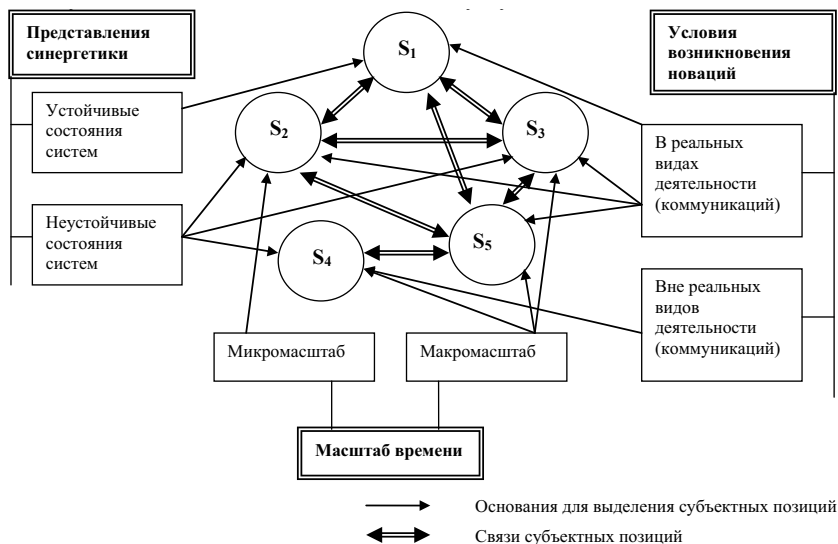 Представления
синергетики
Условия
возникновения
новаций
S₁
S₂
S₃
S₄
S₅
Устойчивые
состояния
систем
Неустойчивые
состояния
систем
В реальных
видах
деятельности
(коммуникаций)
Вне реальных
видов
деятельности
(коммуникаций)
Микромасштаб
Макромасштаб
Масштаб времени
Основания для выделения субъектных позиций
Связи субъектных позиций